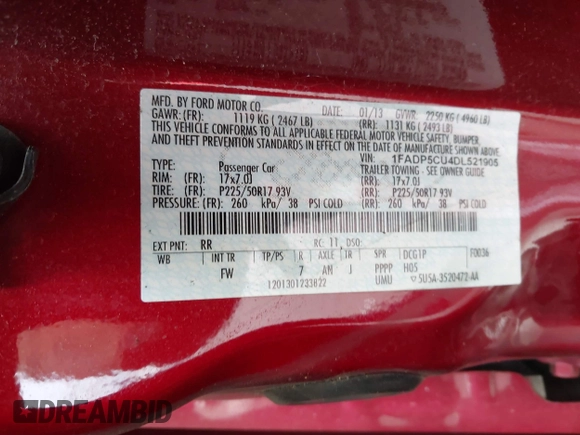 MFD. BY FORD MOTOR CO.
DATE: 01/13 GVWR: 2250 KG ( 4960 LB)
GAWR: (FR): 1119 KG ( 2467 LB) (RR): 1131 KG ( 2493 LB)
THIS VEHICLE CONFORMS TO ALL APPLICABLE FEDERAL MOTOR VEHICLE SAFETY, BUMPER,
AND THEFT PREVENTION STANDARDS IN EFFECT ON THE DATE OF MANUFACTURE SHOWN ABOVE.
VIN: 1FADP5CU4DL521905
TYPE: Passenger Car TRAILER TOWING - SEE OWNER GUIDE
RIM: (FR): 17x7.0J (RR): 17x7.0J
TIRE: (FR): P225/50R17 93V (RR): P225/50R17 93V
PRESSURE: (FR) 260 kPa/ 38 PSI COLD (RR) 260 kPa/ 38 PSI COLD
EXT PNT: RR RC: 11, DSO: F0036
WB INT TR TP/PS R AXLE TR SPR DCG1P
FW 7 AN J PPPP H05
1201301233822 UMU 5USA-3520472-AA
DREAMBID